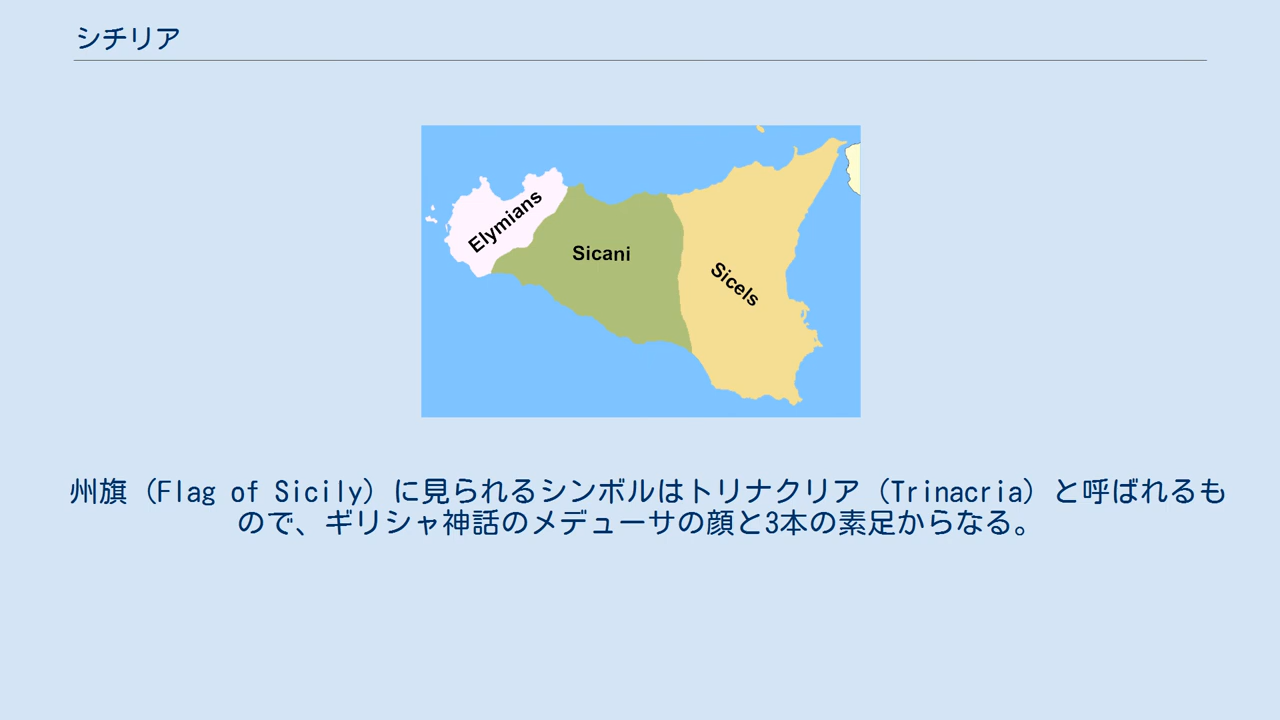 シチリア
Elymians
Sicani
Sicels
州旗（Flag of Sicily）に見られるシンボルはトリナクリア（Trinacria）と呼ばれるも
ので、ギリシャ神話のメデューサの顔と3本の素足からなる。